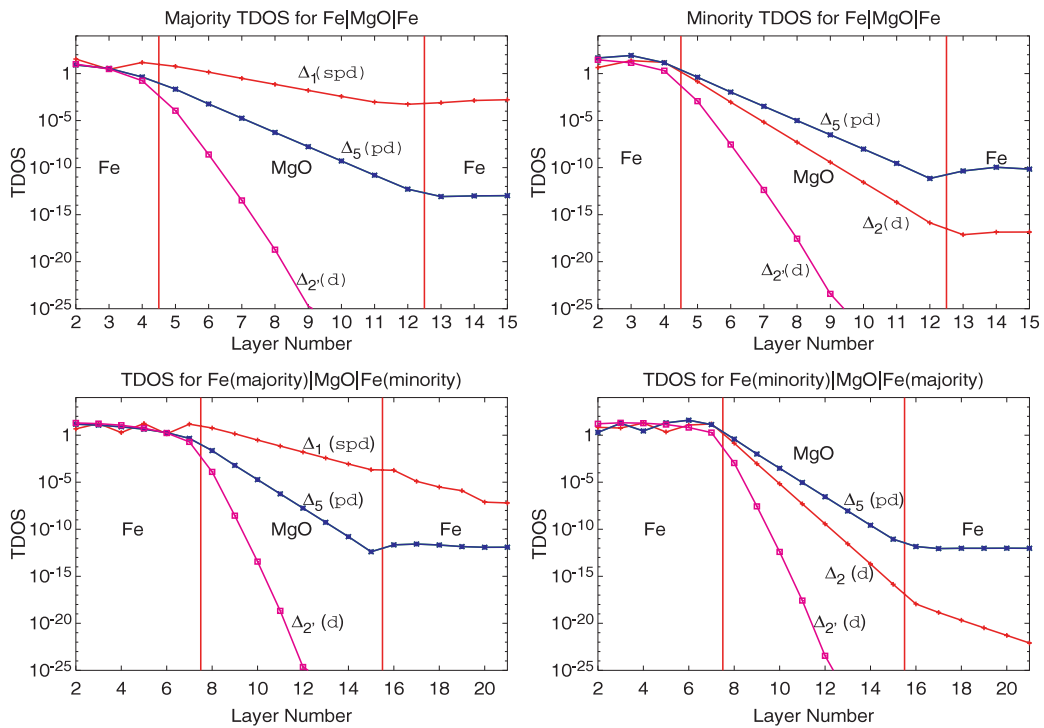 Majority TDOS for Fe|MgO|Fe
TDOS
1
10^-5
10^-10
10^-15
10^-20
10^-25
Δ₁(spd)
Δ₅(pd)
Δ₂'(d)
Fe
MgO
Fe
2 3 4 5 6 7 8 9 10 11 12 13 14 15
Layer Number
Minority TDOS for Fe|MgO|Fe
TDOS
1
10^-5
10^-10
10^-15
10^-20
10^-25
Δ₅(pd)
Fe
MgO
Fe
Δ₂(d)
Δ₂'(d)
2 3 4 5 6 7 8 9 10 11 12 13 14 15
Layer Number
TDOS for Fe(majority)|MgO|Fe(minority)
TDOS
1
10^-5
10^-10
10^-15
10^-20
10^-25
Δ₁ (spd)
Δ₅ (pd)
Fe
MgO
Fe
Δ₂' (d)
2 4 6 8 10 12 14 16 18 20
Layer Number
TDOS for Fe(minority)|MgO|Fe(majority)
TDOS
1
10^-5
10^-10
10^-15
10^-20
10^-25
MgO
Δ₅ (pd)
Fe
Fe
Δ₂ (d)
Δ₂' (d)
2 4 6 8 10 12 14 16 18 20
Layer Number